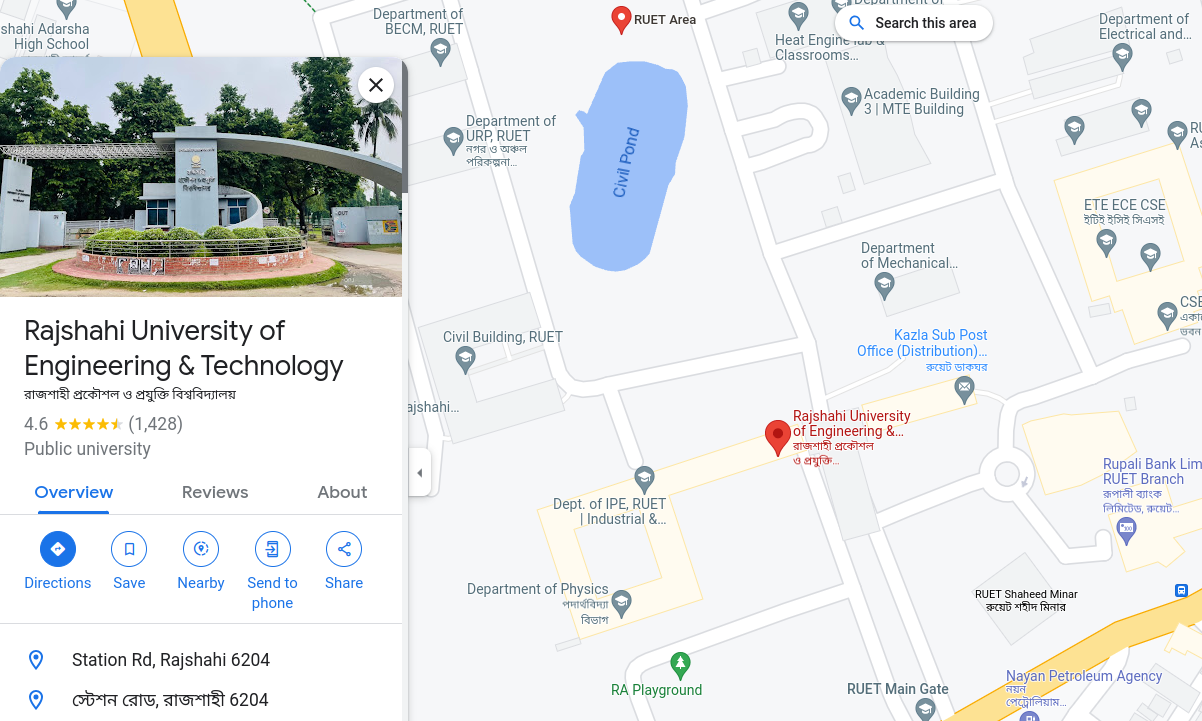 Department of
BECM, RUET
RUET Area
Search this area
Department of
Electrical and...
shahi Adarsha
High School
Heat Engine lab &
Classrooms...
Academic Building
3 | MTE Building
Department of
URP, RUET
নগর ও অঞ্চল
পরিকল্পনা...
Civil Pond
ETE ECE CSE
ইটিই ইসিই সিএসই
Department
of Mechanical...
Civil Building, RUET
Kazla Sub Post
Office (Distribution)...
রুয়েট ডাকঘর
ajshahi...
Rajshahi University
of Engineering &...
রাজশাহী প্রকৌশল
ও প্রযুক্তি...
Dept. of IPE, RUET
| Industrial &...
Rupali Bank Lim
RUET Branch
রূপালী ব্যাংক
লিমিটেড, রুয়েট...
Department of Physics
পদার্থবিদ্যা
বিভাগ
RUET Shaheed Minar
রুয়েট শহীদ মিনার
RA Playground
RUET Main Gate
Nayan Petroleum Agency
নয়ন
পেট্রোলিয়াম...
Rajshahi University of
Engineering & Technology
রাজশাহী প্রকৌশল ও প্রযুক্তি বিশ্ববিদ্যালয়
4.6 (1,428)
Public university
Overview Reviews About
Directions Save Nearby Send to phone Share
Station Rd, Rajshahi 6204
স্টেশন রোড, রাজশাহী 6204